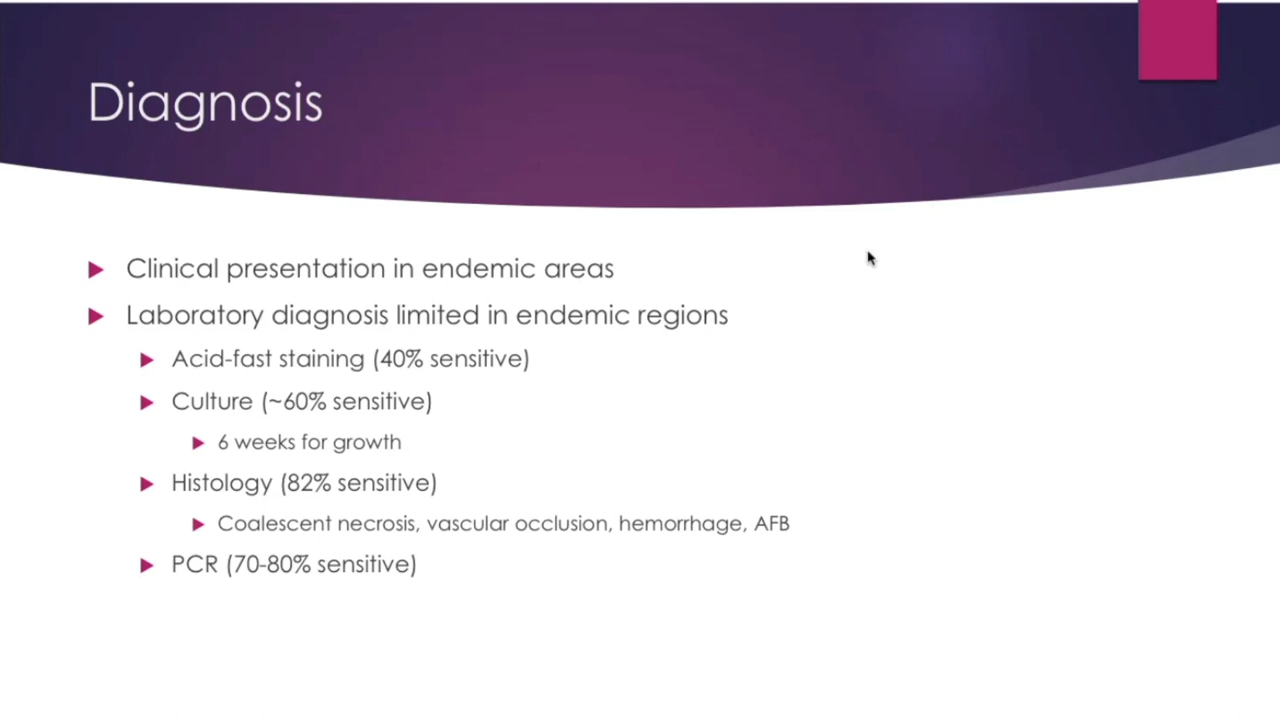 Diagnosis
Clinical presentation in endemic areas
Laboratory diagnosis limited in endemic regions
Acid-fast staining (40% sensitive)
Culture (~60% sensitive)
6 weeks for growth
Histology (82% sensitive)
Coalescent necrosis, vascular occlusion, hemorrhage, AFB
PCR (70-80% sensitive)